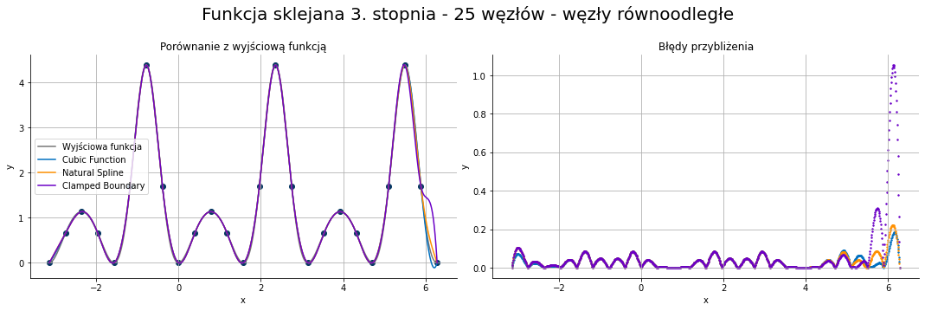 Funkcja sklejana 3. stopnia - 25 węzłów - węzły równoodległe
Porównanie z wyjściową funkcją
y
4
3
2
1
0
Wyjściowa funkcja
Cubic Function
Natural Spline
Clamped Boundary
−2
0
2
4
6
x
Błędy przybliżenia
y
1.0
0.8
0.6
0.4
0.2
0.0
−2
0
2
4
6
x